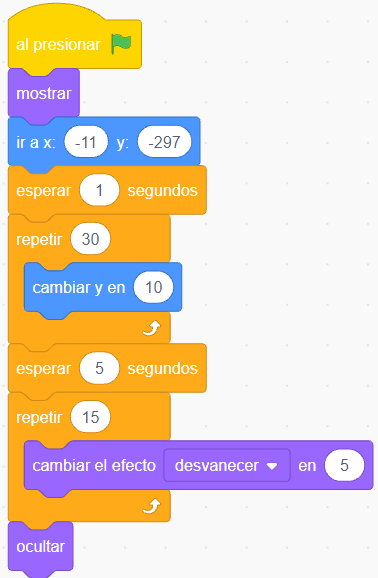 al presionar
mostrar
ir a x: -11 y: -297
esperar 1 segundos
repetir 30
cambiar y en 10
esperar 5 segundos
repetir 15
cambiar el efecto desvanecer en 5
ocultar